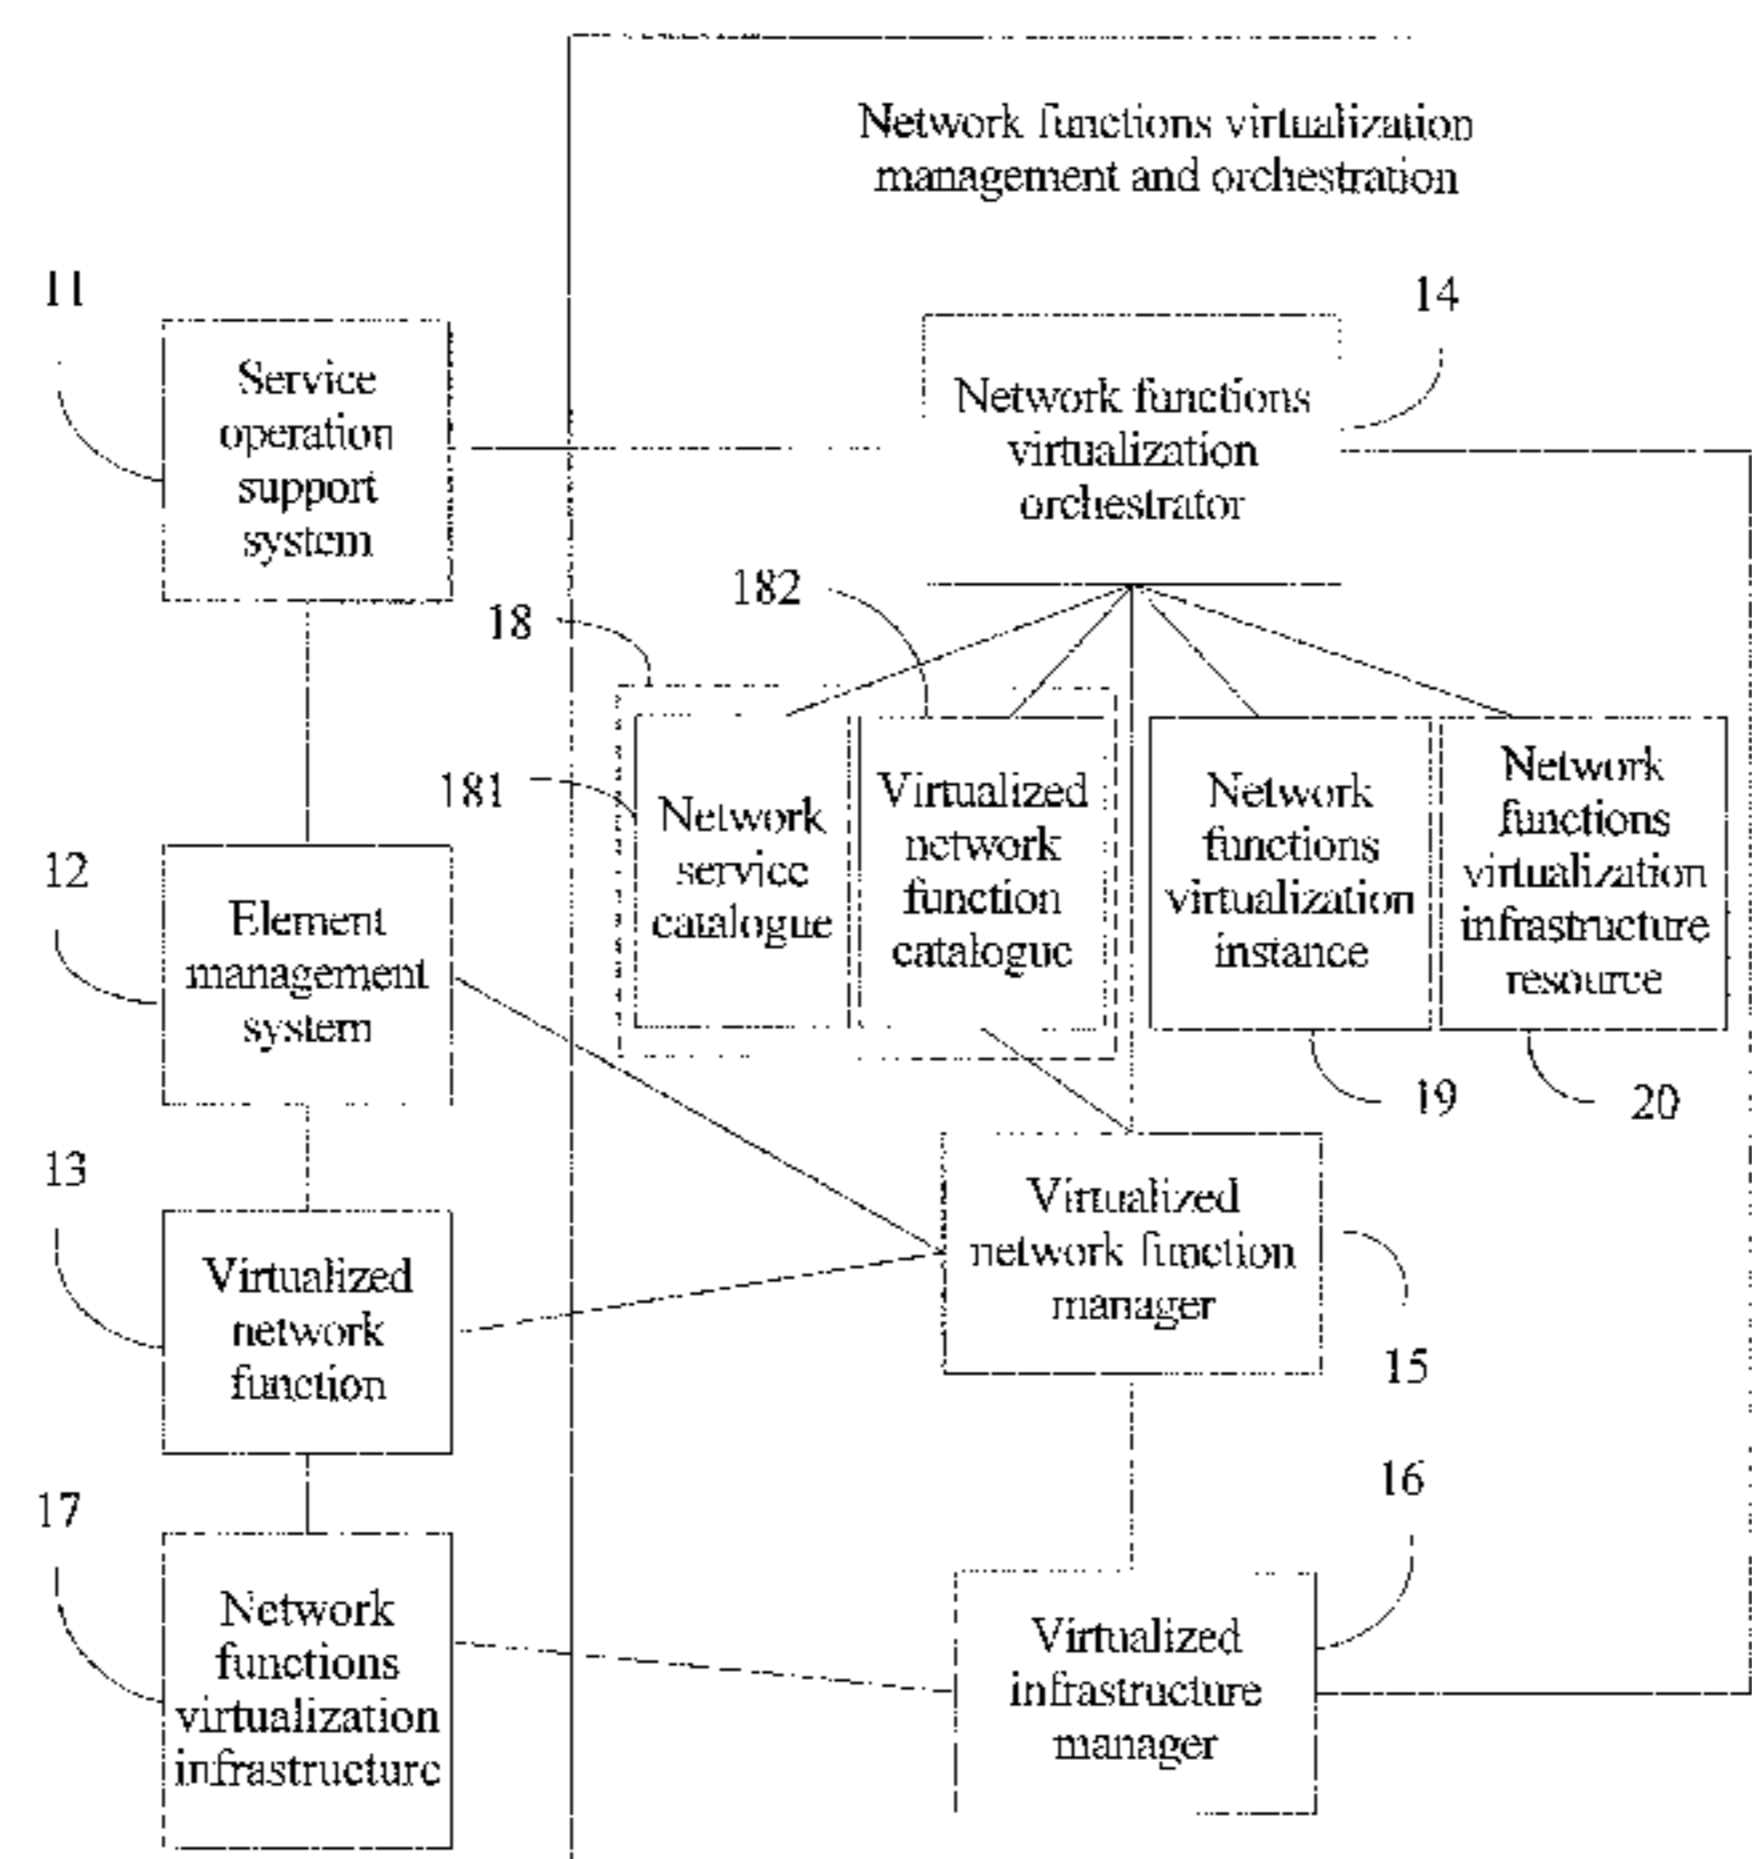 Network functions virtualization
management and orchestration
11
14
Service
operation
support
system
Network functions
virtualization
orchestrator
182
18
181
Network
service
catalogue
Virtualized
network
function
catalogue
Network
functions
virtualization
instance
Network
functions
virtualization
infrastructure
resource
12
Element
management
system
19
20
13
Virtualized
network
function
Virtualized
network function
manager
15
16
17
Network
functions
virtualization
infrastructure
Virtualized
infrastructure
manager